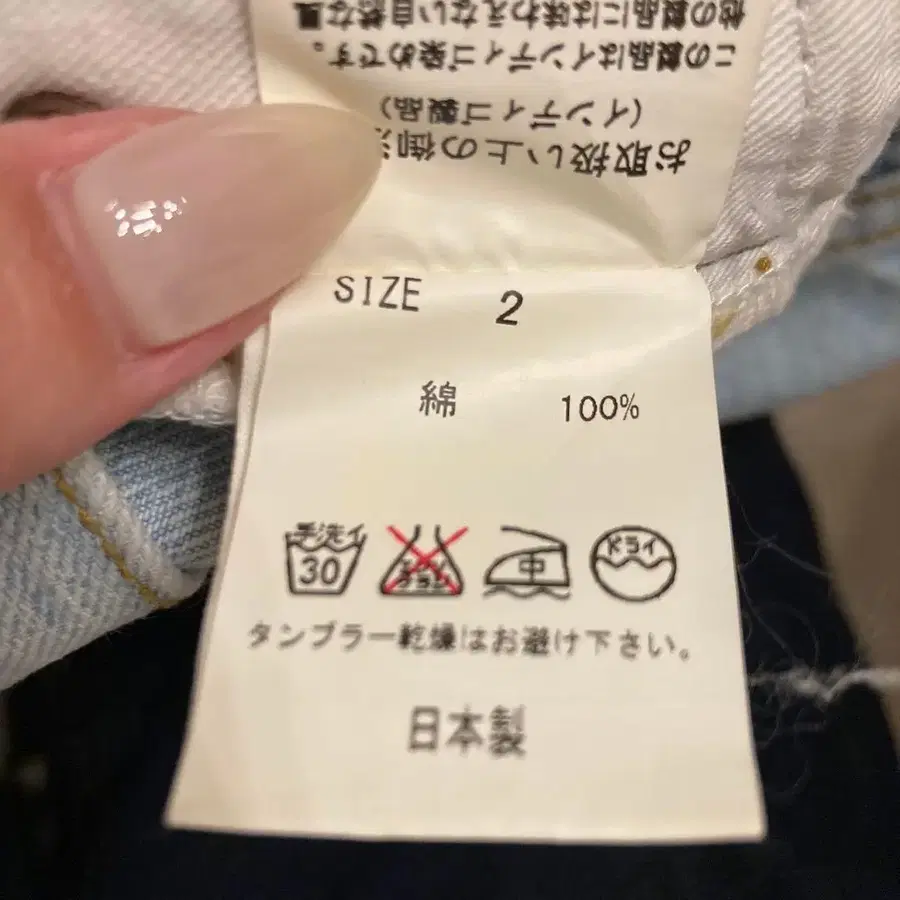 お取扱い上の御
(インディゴ製品)
この製品はインディゴ染めです。
他の製品には味わえない自然な風
SIZE 2
綿 100%
手洗イ 30 中 ドライ
タンブラー乾燥はお避け下さい。
日本製